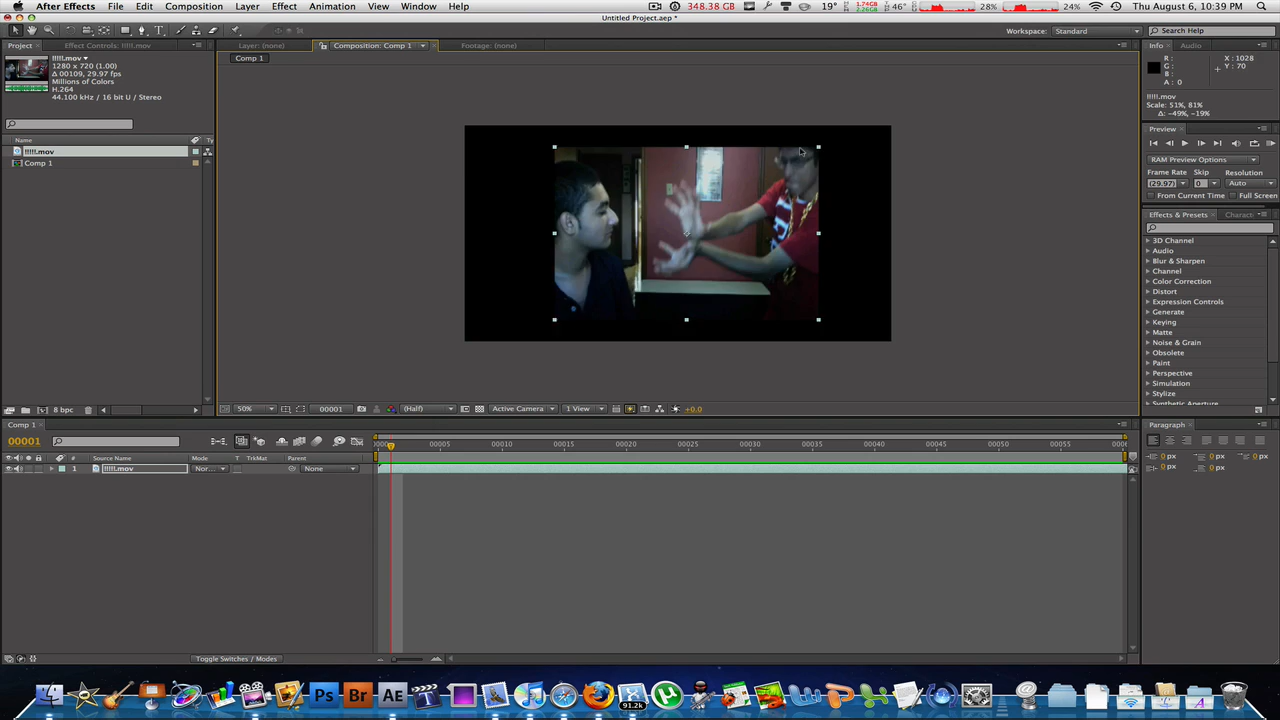 After Effects File Edit Composition Layer Effect Animation View Window Help 348.38 GB 19° 1.74GB 2.26GB 46° 28% 24% Thu August 6, 10:39 PM
Untitled Project.aep *
Workspace: Standard Search Help
Project Effect Controls: !!!!!.mov Layer: (none) Composition: Comp 1 Footage: (none) Info Audio
Comp 1
!!!!!.mov
1280 x 720 (1.00)
Δ 00109, 29.97 fps
Millions of Colors
H.264
44.100 kHz / 16 bit U / Stereo
R:
G:
B:
A: 0
X: 1028
Y: 70
!!!!!.mov
Scale: 51%, 81%
Δ: -49%, -19%
Preview
RAM Preview Options
Frame Rate Skip Resolution
(29.97) 0 Auto
From Current Time Full Screen
Effects & Presets Charact
Name Ty
!!!!!.mov
Comp 1
3D Channel
Audio
Blur & Sharpen
Channel
Color Correction
Distort
Expression Controls
Generate
Keying
Matte
Noise & Grain
Obsolete
Paint
Perspective
Simulation
Stylize
Synthetic Aperture
8 bpc
50% 00001 (Half) Active Camera 1 View +0.0
Comp 1
00001
# Source Name Mode T TrkMat Parent
1 !!!!!.mov Nor... None
00005 00010 00015 00020 00025 00030 00035 00040 00045 00050 00055
Paragraph
0 px 0 px 0 px
0 px 0 px
Toggle Switches / Modes
Ps Br AE
91.2k